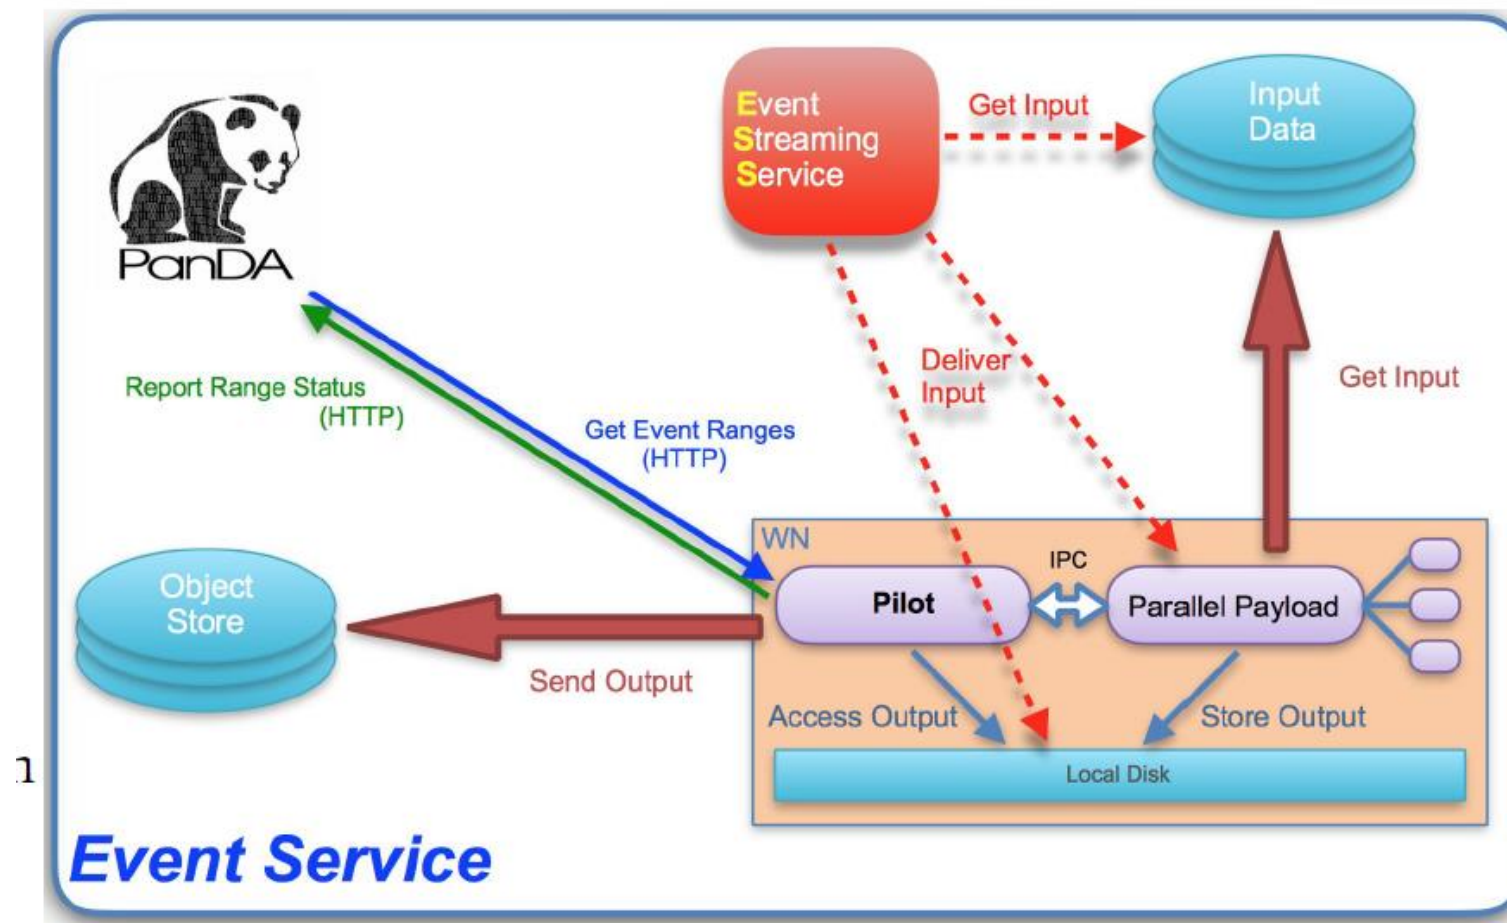 Event
Streaming
Service
Get Input
Input
Data
PanDA
Deliver
Input
Report Range Status
(HTTP)
Get Input
Get Event Ranges
(HTTP)
WN
IPC
Pilot
Parallel Payload
Object
Store
Send Output
Access Output
Store Output
Local Disk
Event Service